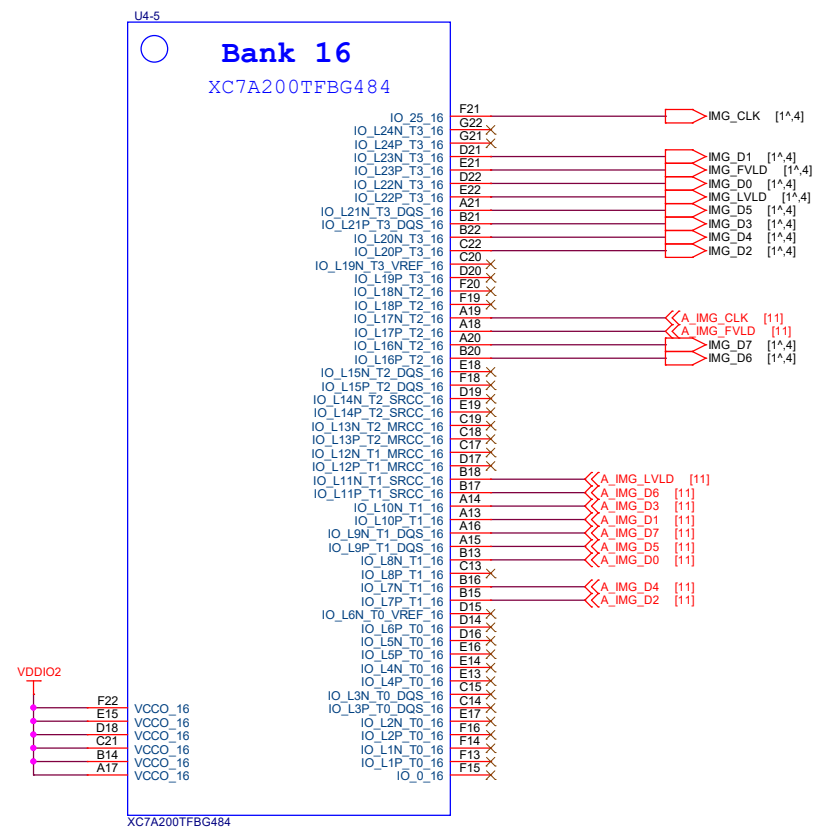 U4-5
Bank 16
XC7A200TFBG484
IO_25_16 F21 IMG_CLK [1^,4]
IO_L24N_T3_16 G22
IO_L24P_T3_16 G21
IO_L23N_T3_16 D21 IMG_D1 [1^,4]
IO_L23P_T3_16 E21 IMG_FVLD [1^,4]
IO_L22N_T3_16 D22 IMG_D0 [1^,4]
IO_L22P_T3_16 E22 IMG_LVLD [1^,4]
IO_L21N_T3_DQS_16 A21 IMG_D5 [1^,4]
IO_L21P_T3_DQS_16 B21 IMG_D3 [1^,4]
IO_L20N_T3_16 B22 IMG_D4 [1^,4]
IO_L20P_T3_16 C22 IMG_D2 [1^,4]
IO_L19N_T3_VREF_16 C20
IO_L19P_T3_16 D20
IO_L18N_T2_16 F20
IO_L18P_T2_16 F19
IO_L17N_T2_16 A19 A_IMG_CLK [11]
IO_L17P_T2_16 A18 A_IMG_FVLD [11]
IO_L16N_T2_16 A20 IMG_D7 [1^,4]
IO_L16P_T2_16 B20 IMG_D6 [1^,4]
IO_L15N_T2_DQS_16 E18
IO_L15P_T2_DQS_16 F18
IO_L14N_T2_SRCC_16 D19
IO_L14P_T2_SRCC_16 E19
IO_L13N_T2_MRCC_16 C19
IO_L13P_T2_MRCC_16 C18
IO_L12N_T1_MRCC_16 C17
IO_L12P_T1_MRCC_16 D17
IO_L11N_T1_SRCC_16 B18 A_IMG_LVLD [11]
IO_L11P_T1_SRCC_16 B17 A_IMG_D6 [11]
IO_L10N_T1_16 A14 A_IMG_D3 [11]
IO_L10P_T1_16 A13 A_IMG_D1 [11]
IO_L9N_T1_DQS_16 A16 A_IMG_D7 [11]
IO_L9P_T1_DQS_16 A15 A_IMG_D5 [11]
IO_L8N_T1_16 B13 A_IMG_D0 [11]
IO_L8P_T1_16 C13
IO_L7N_T1_16 B16 A_IMG_D4 [11]
IO_L7P_T1_16 B15 A_IMG_D2 [11]
IO_L6N_T0_VREF_16 D15
IO_L6P_T0_16 D14
IO_L5N_T0_16 D16
IO_L5P_T0_16 E16
IO_L4N_T0_16 E14
IO_L4P_T0_16 E13
IO_L3N_T0_DQS_16 C15
IO_L3P_T0_DQS_16 C14
IO_L2N_T0_16 E17
IO_L2P_T0_16 F16
IO_L1N_T0_16 F14
IO_L1P_T0_16 F13
IO_0_16 F15
VDDIO2
F22 VCCO_16
E15 VCCO_16
D18 VCCO_16
C21 VCCO_16
B14 VCCO_16
A17 VCCO_16
XC7A200TFBG484